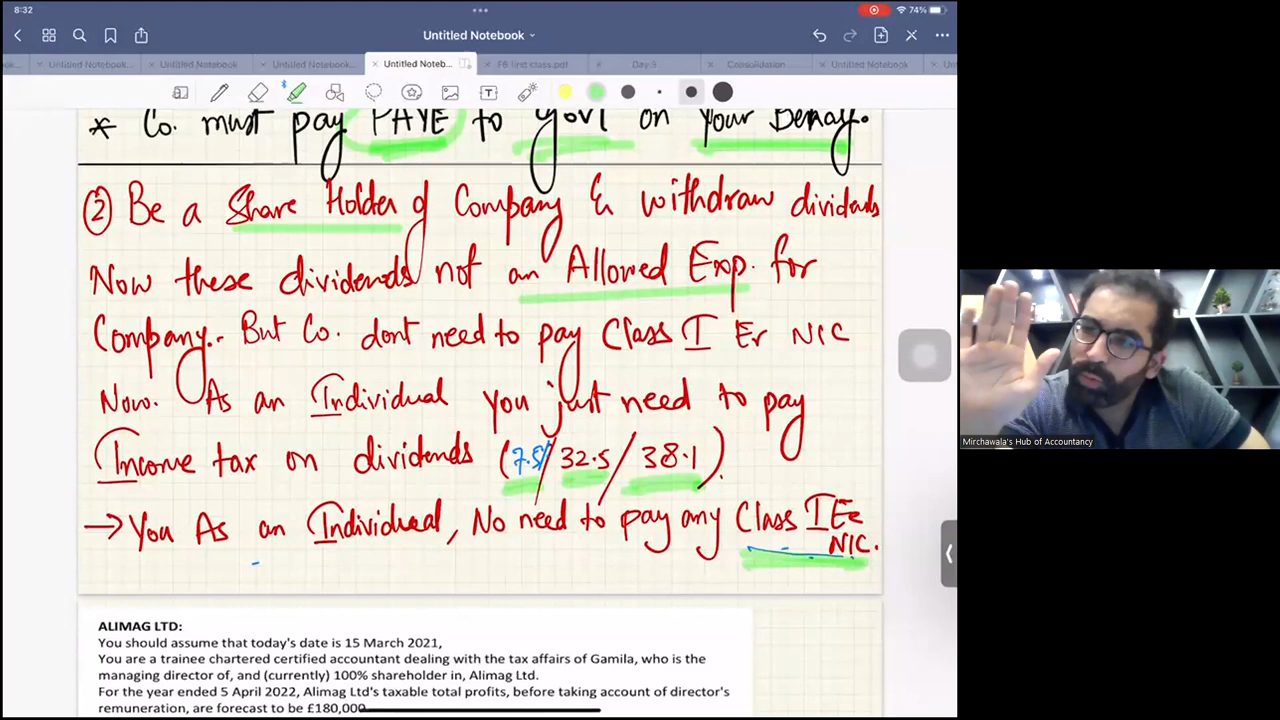 8:32
74%
Untitled Notebook
Untitled Notebook...
Untitled Notebook
Untitled Notebook...
Untitled Noteb...
F6 first class.pdf
Day 5
Consolidation
Untitled Notebook
* Co. must pay PAYE to Govt on your Behalf.
② Be a Share Holder of Company & withdraw dividends
Now these dividends not an Allowed Exp. for
Company.. But Co. dont need to pay Class I Er NIC
Now. As an Individual you just need to pay
Income tax on dividends (7.5/32.5/38.1).
→ You As an Individual, No need to pay any Class I Ee
NIC.
ALIMAG LTD:
You should assume that today's date is 15 March 2021,
You are a trainee chartered certified accountant dealing with the tax affairs of Gamila, who is the
managing director of, and (currently) 100% shareholder in, Alimag Ltd.
For the year ended 5 April 2022, Alimag Ltd's taxable total profits, before taking account of director's
remuneration, are forecast to be £180,000
Mirchawala's Hub of Accountancy